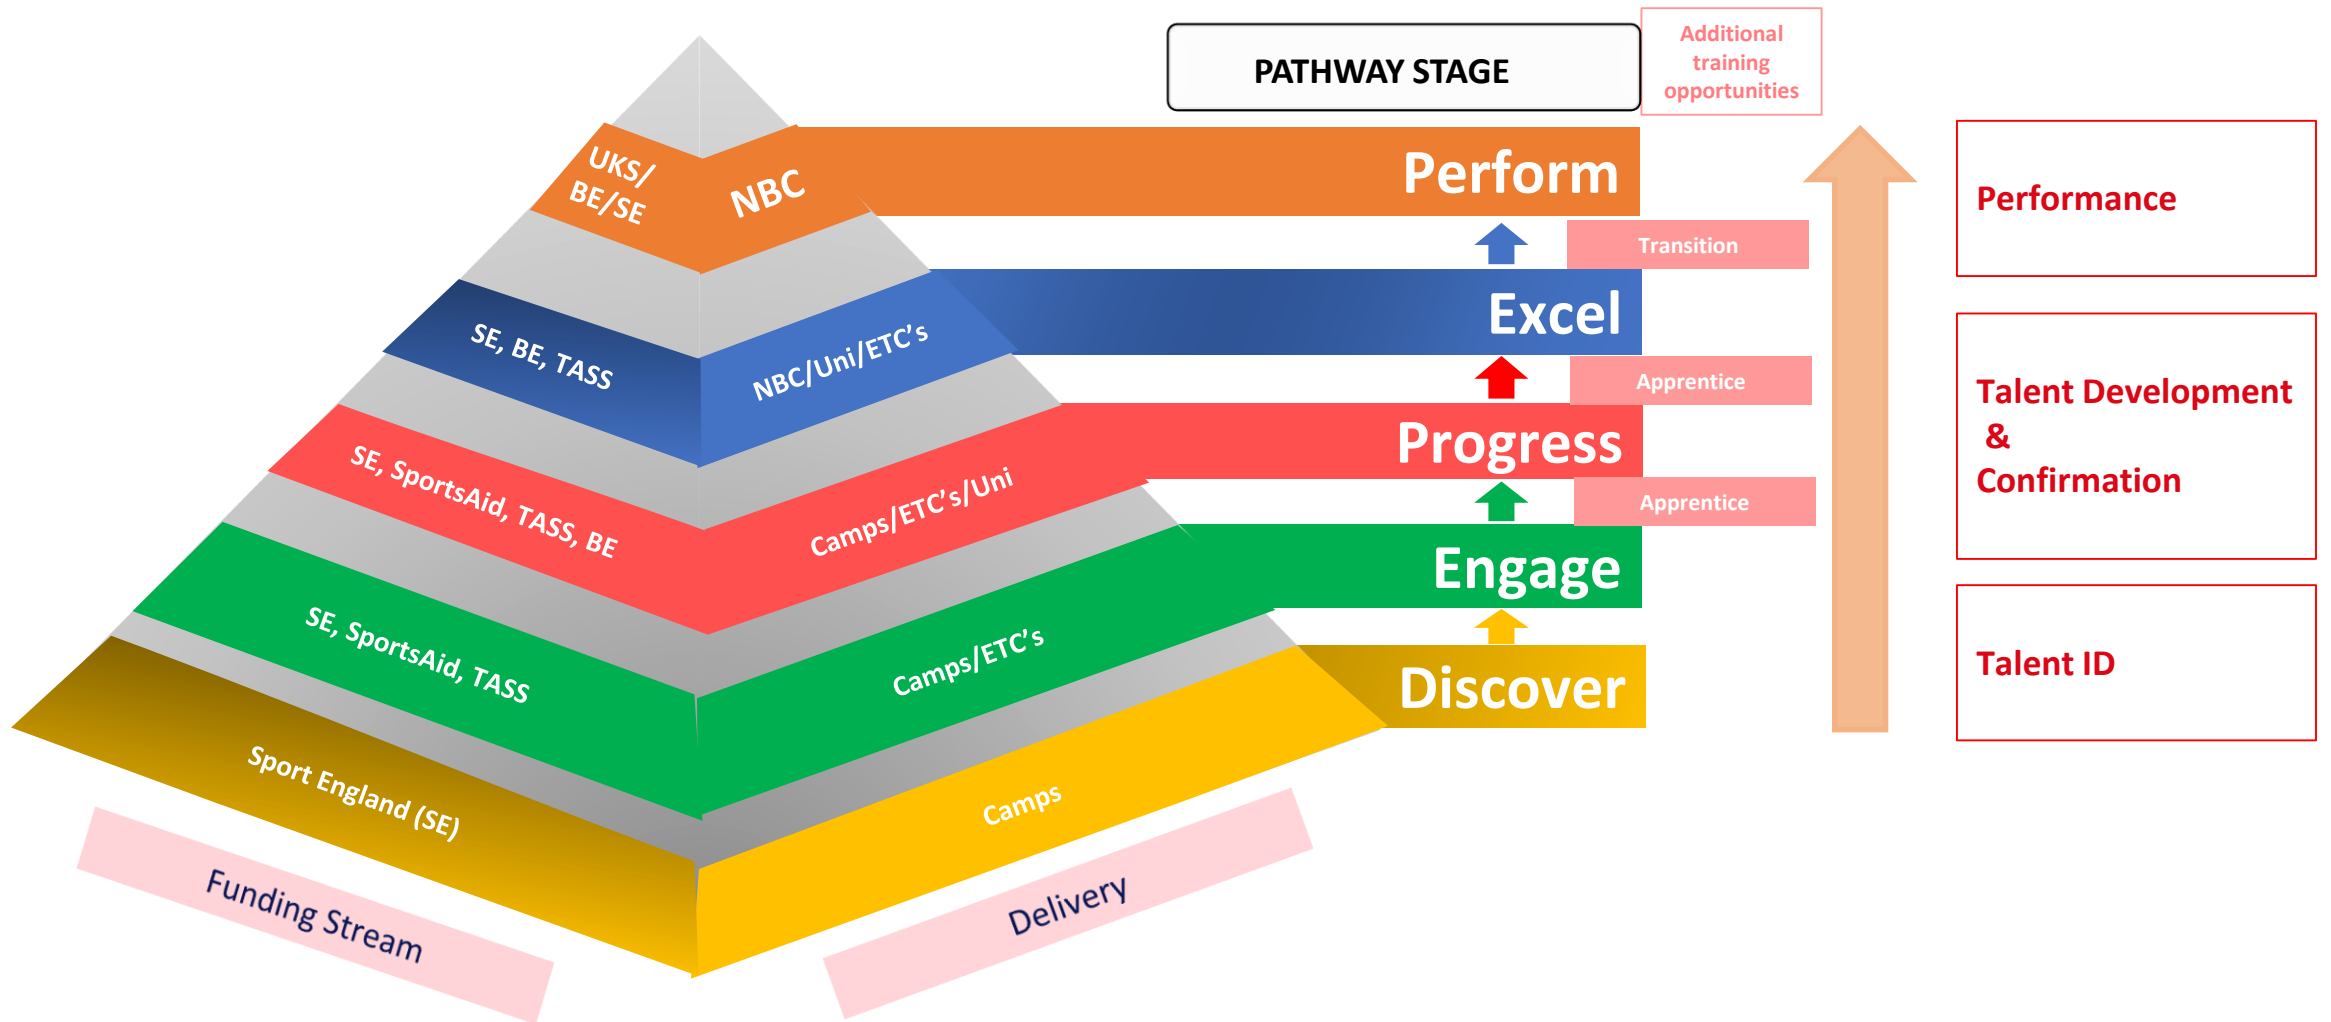 PATHWAY STAGE
Additional
training
opportunities
UKS/
BE/SE
NBC
Perform
Performance
Transition
SE, BE, TASS
NBC/Uni/ETC's
Excel
Apprentice
Talent Development
&
Confirmation
SE, SportsAid, TASS, BE
Camps/ETC's/Uni
Progress
Apprentice
SE, SportsAid, TASS
Camps/ETC's
Engage
Sport England (SE)
Camps
Discover
Talent ID
Funding Stream
Delivery